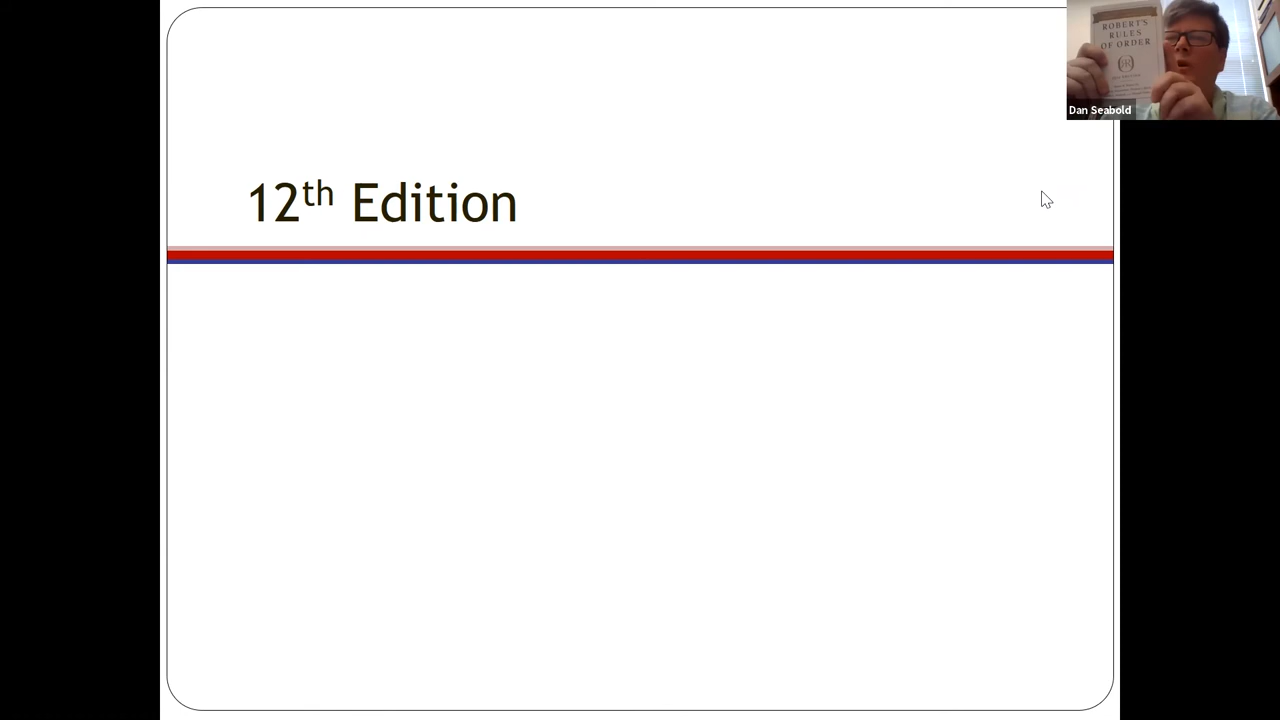 12th Edition
ROBERT'S
RULES
OF ORDER
Dan Seabold